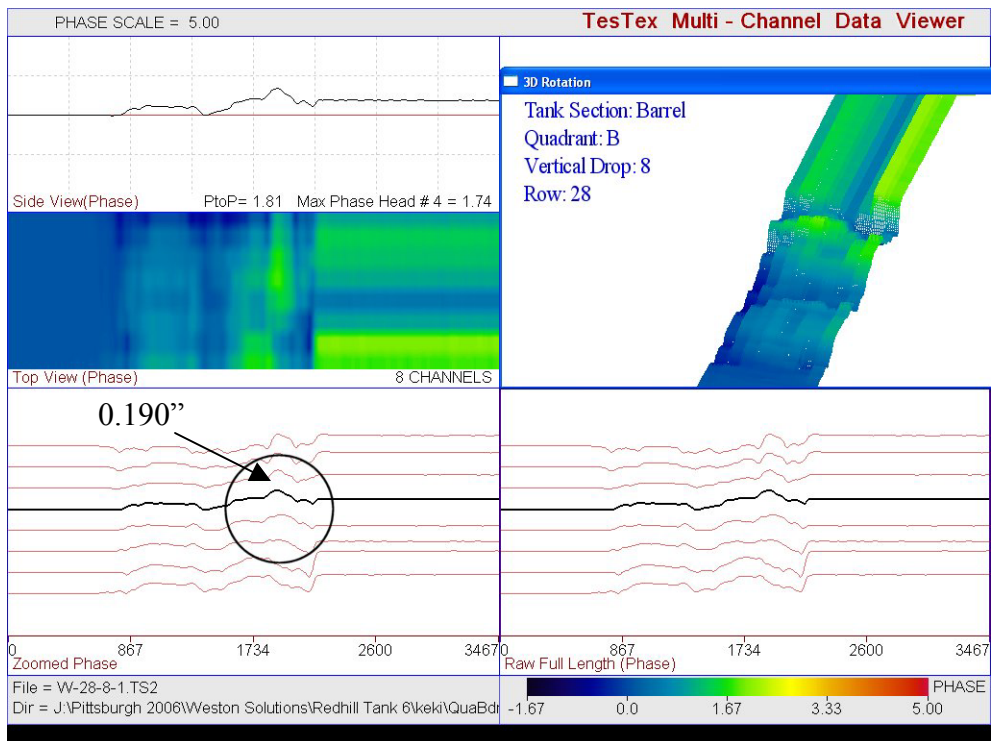 PHASE SCALE = 5.00
TesTex Multi - Channel Data Viewer
3D Rotation
Tank Section: Barrel
Quadrant: B
Vertical Drop: 8
Row: 28
Side View(Phase) PtoP= 1.81 Max Phase Head # 4 = 1.74
Top View (Phase) 8 CHANNELS
0.190”
0 867 1734 2600 3467
Zoomed Phase
0 867 1734 2600 3467
Raw Full Length (Phase)
File = W-28-8-1.TS2
Dir = J:\Pittsburgh 2006\Weston Solutions\Redhill Tank 6\keki\QuaBdr
PHASE
-1.67 0.0 1.67 3.33 5.00